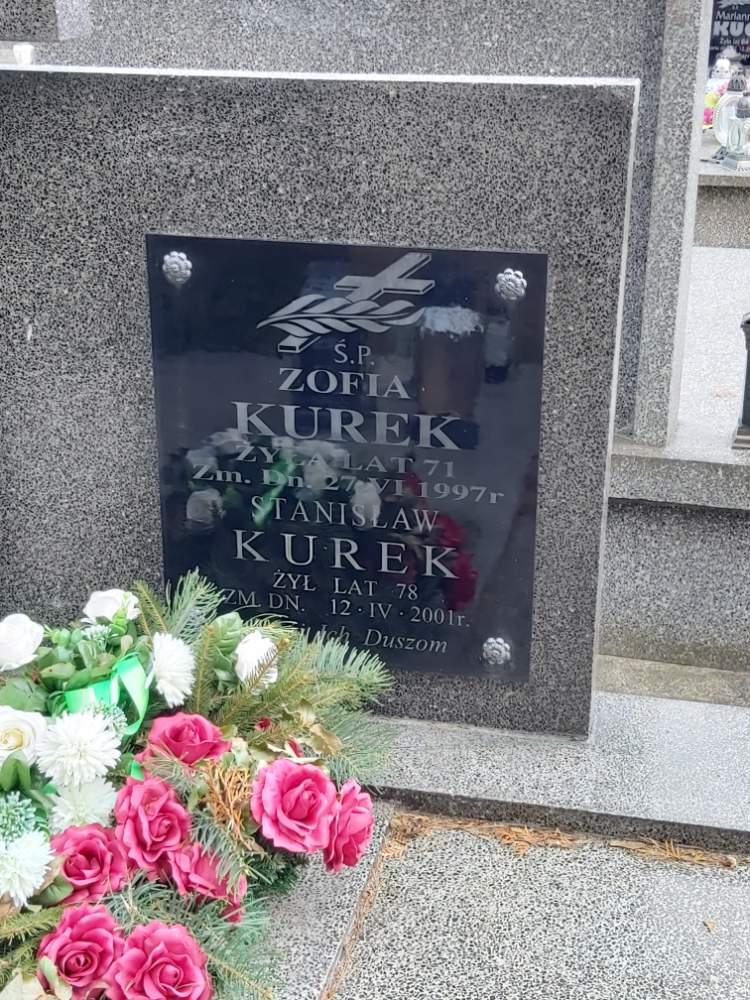 Ś.P.
ZOFIA
KUREK
ŻYŁA LAT 71
Zm. Dn. 27 VI 1997r
STANISŁAW
KUREK
ŻYŁ LAT 78
ZM. DN. 12·IV·2001r.
Ich Duszom